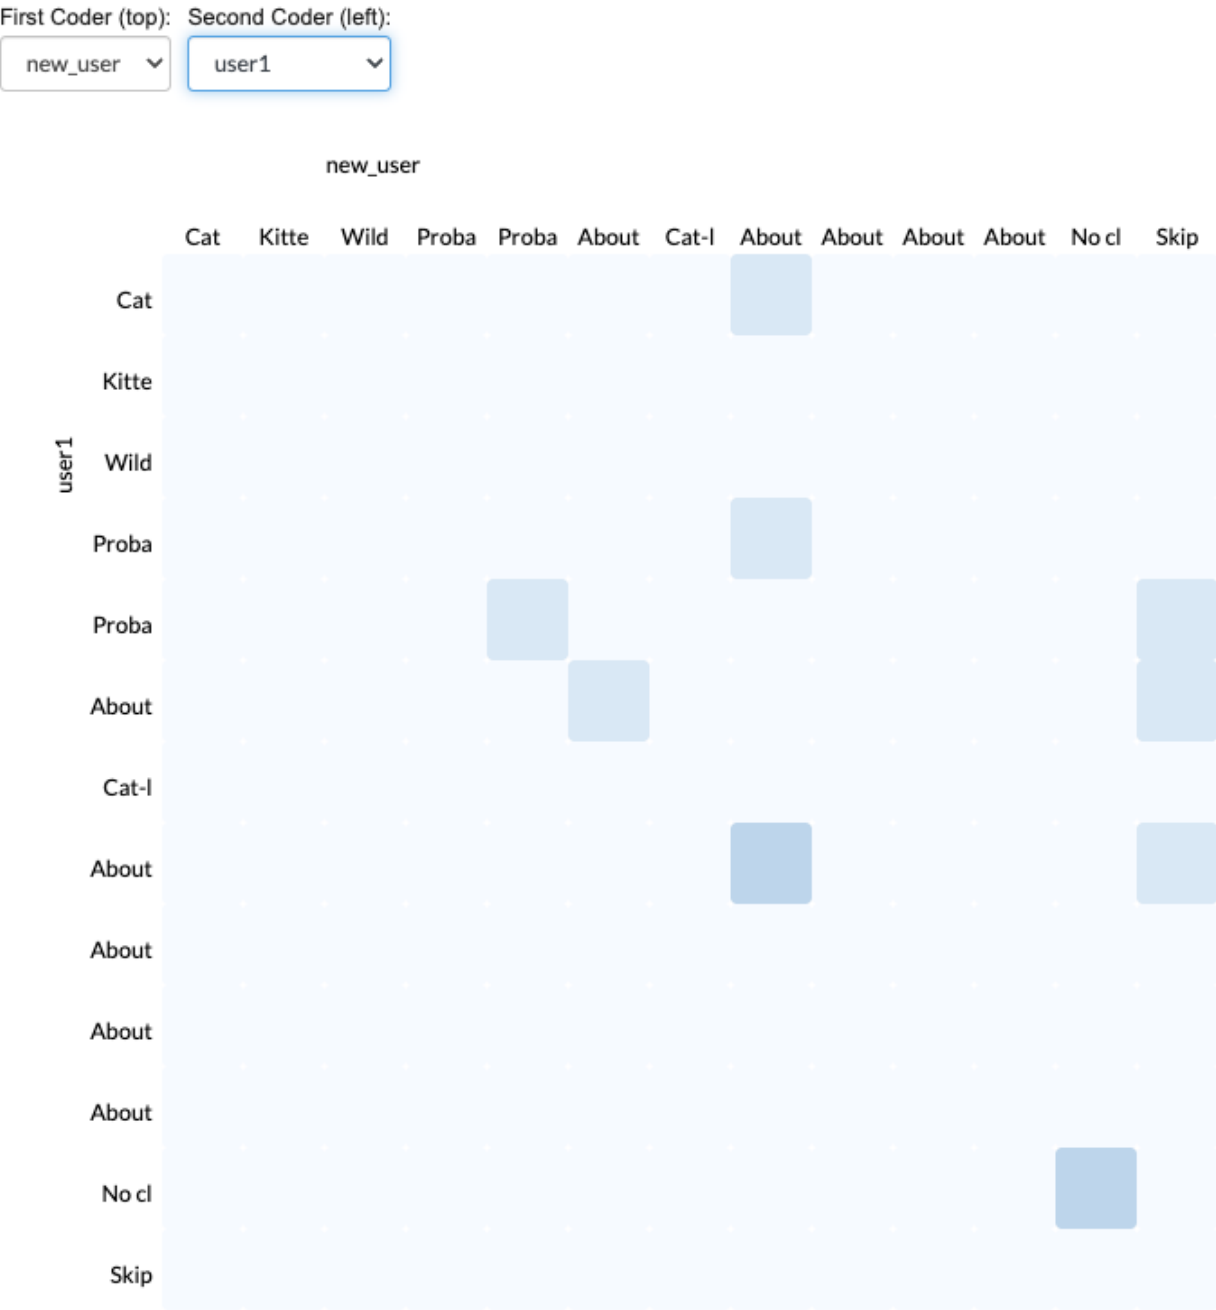 First Coder (top): Second Coder (left):
new_user user1
new_user
Cat Kitte Wild Proba Proba About Cat-l About About About About No cl Skip
Cat
Kitte
user1
Wild
Proba
Proba
About
Cat-l
About
About
About
About
No cl
Skip